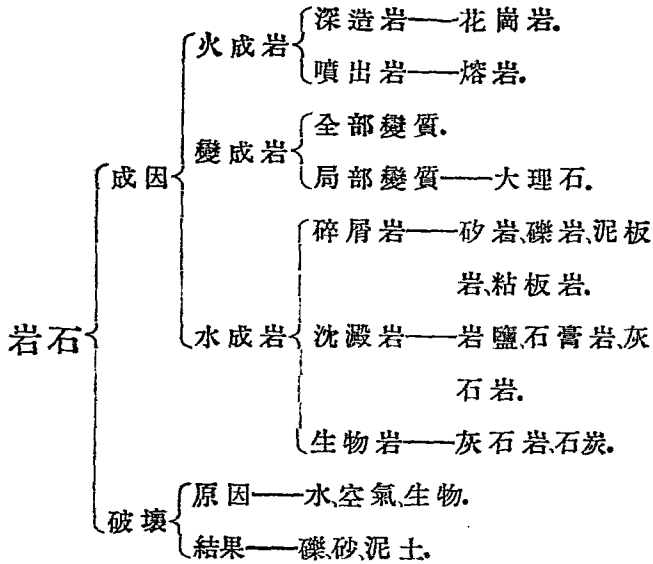 火成岩
深造岩——花崗岩.
噴出岩——熔岩.
變成岩
全部變質.
局部變質——大理石.
成因
碎屑岩——矽岩、礫岩、泥板
岩、粘板岩.
岩石
水成岩
沈澱岩——岩鹽、石膏岩、灰
石岩.
生物岩——灰石岩、石炭.
破壞
原因——水、空氣、生物.
結果——礫、砂、泥土.